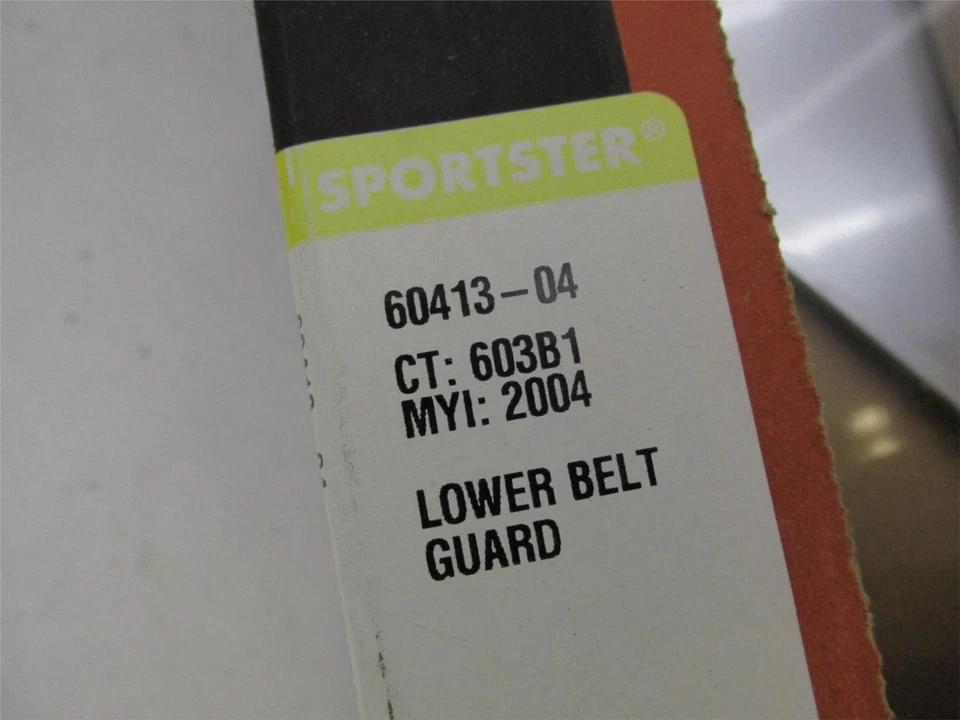 SPORTSTER®
60413-04
CT: 603B1
MYI: 2004
LOWER BELT
GUARD